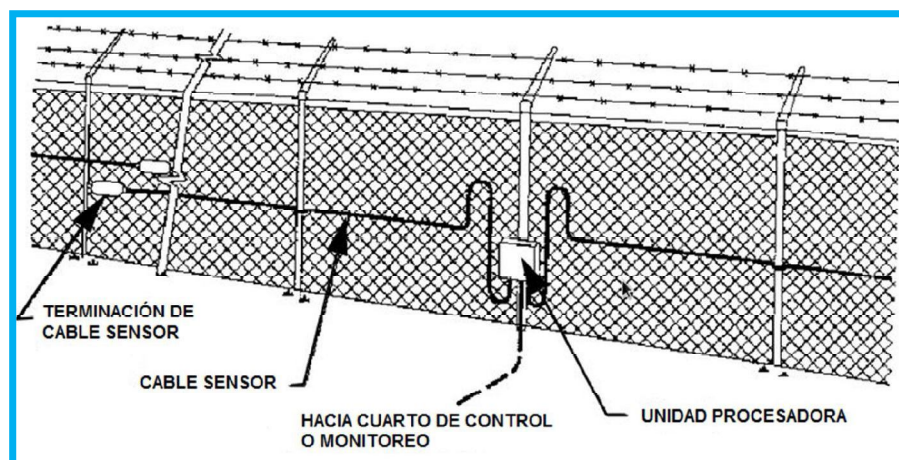 TERMINACIÓN DE
CABLE SENSOR
CABLE SENSOR
HACIA CUARTO DE CONTROL
O MONITOREO
UNIDAD PROCESADORA